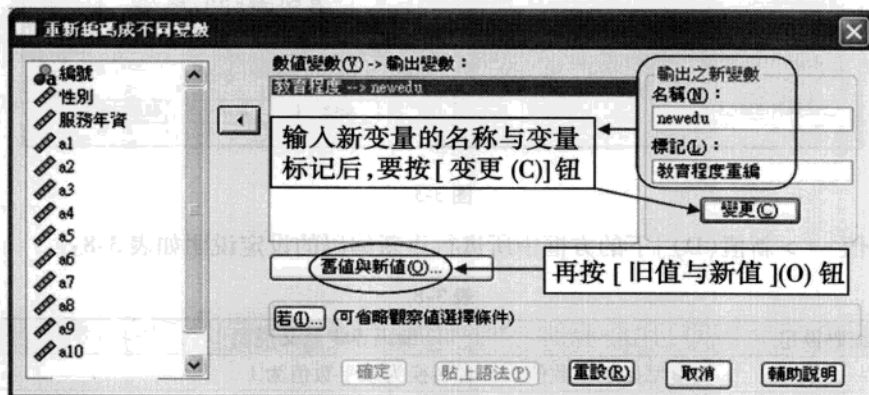 重新編碼成不同變數
編號
性別
服務年資
a1
a2
a3
a4
a5
a6
a7
a8
a9
a10
數值變數(V) -> 輸出變數：
教育程度 --> newedu
输入新变量的名称与变量
标记后,要按[ 变更 (C)]钮
輸出之新變數
名稱(N)：
newedu
標記(L)：
教育程度重編
變更(C)
舊值與新值(O)...
再按 [ 旧值与新值 ](O) 钮
若(I)... (可省略觀察值選擇條件)
確定
貼上語法(P)
重設(R)
取消
輔助說明